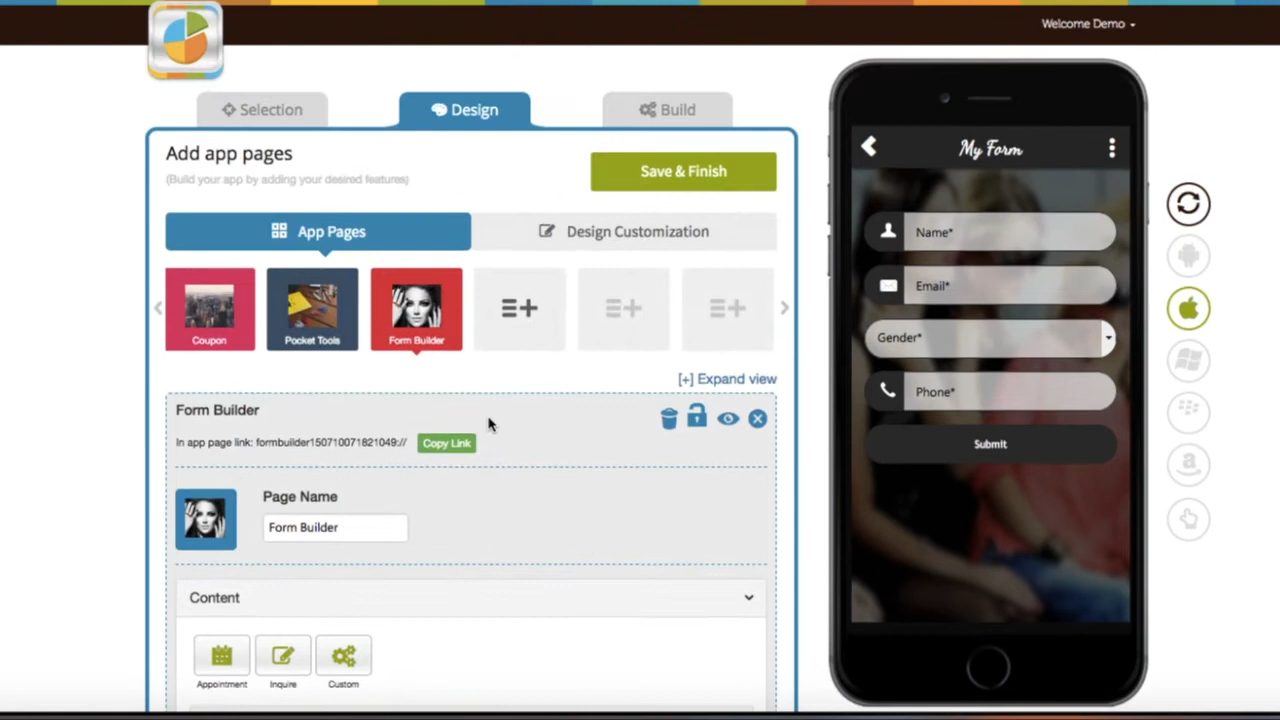 Welcome Demo
Selection
Design
Build
Add app pages
(Build your app by adding your desired features)
Save & Finish
App Pages
Design Customization
Coupon
Pocket Tools
Form Builder
[+] Expand view
Form Builder
In app page link: formbuilder150710071821049://
Copy Link
Page Name
Form Builder
Content
Appointment
Inquire
Custom
My Form
Name*
Email*
Gender*
Phone*
Submit